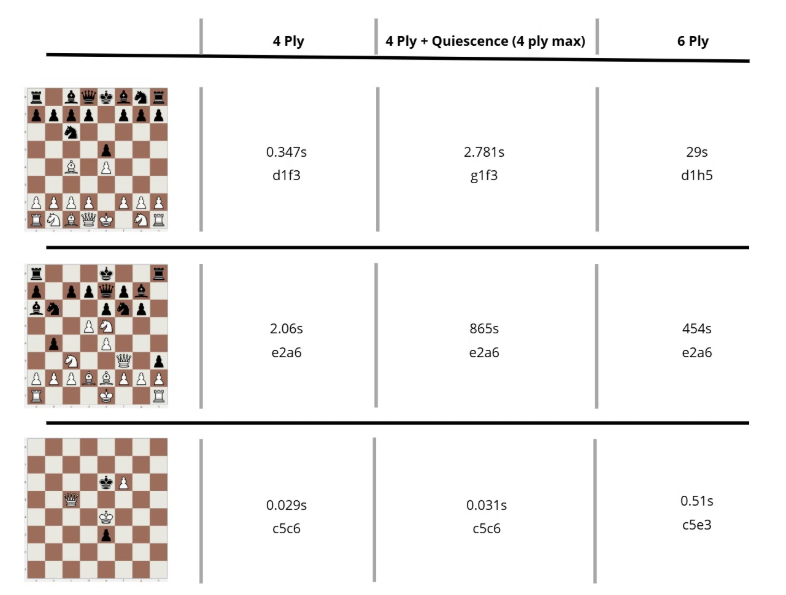 4 Ply
4 Ply + Quiescence (4 ply max)
6 Ply
0.347s
d1f3
2.781s
g1f3
29s
d1h5
2.06s
e2a6
865s
e2a6
454s
e2a6
0.029s
c5c6
0.031s
c5c6
0.51s
c5e3